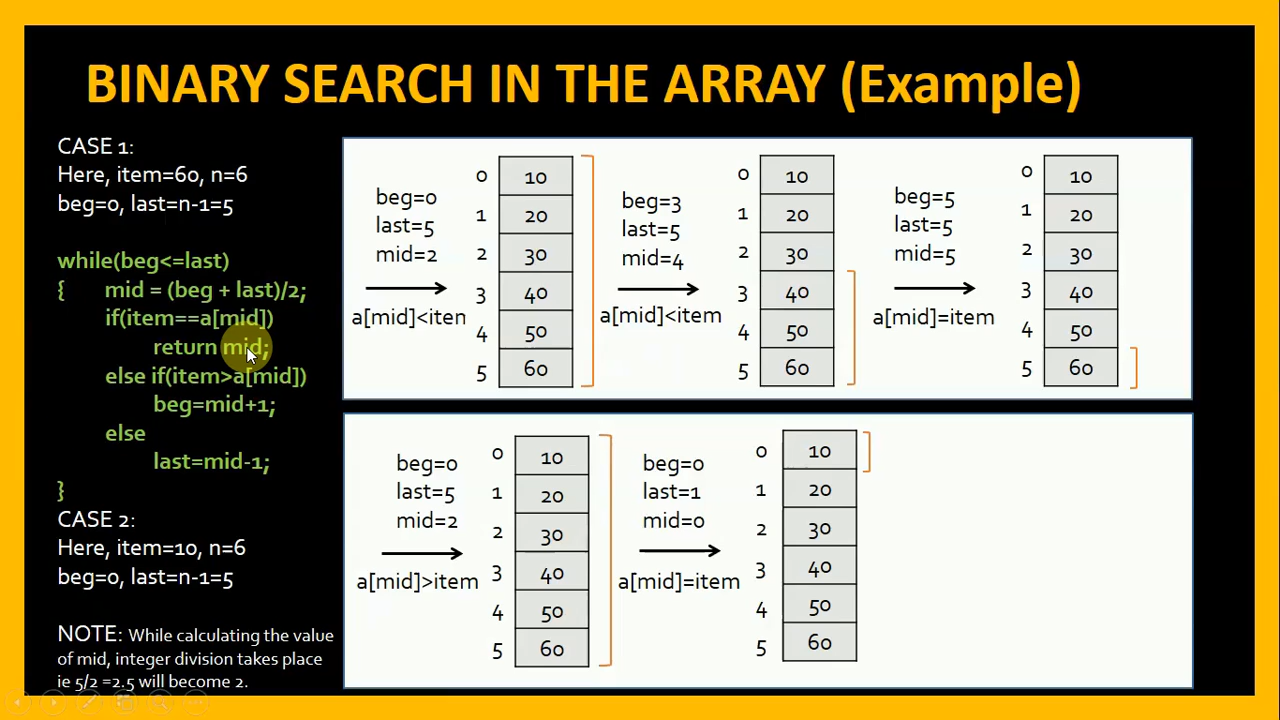 BINARY SEARCH IN THE ARRAY (Example)
CASE 1:
Here, item=60, n=6
beg=0, last=n-1=5
while(beg<=last)
{ mid = (beg + last)/2;
if(item==a[mid])
return mid;
else if(item>a[mid])
beg=mid+1;
else
last=mid-1;
}
CASE 2:
Here, item=10, n=6
beg=0, last=n-1=5
NOTE: While calculating the value
of mid, integer division takes place
ie 5/2 =2.5 will become 2.
beg=0
last=5
mid=2
a[mid]<iten
0 10
1 20
2 30
3 40
4 50
5 60
beg=3
last=5
mid=4
a[mid]<item
0 10
1 20
2 30
3 40
4 50
5 60
beg=5
last=5
mid=5
a[mid]=item
0 10
1 20
2 30
3 40
4 50
5 60
beg=0
last=5
mid=2
a[mid]>item
0 10
1 20
2 30
3 40
4 50
5 60
beg=0
last=1
mid=0
a[mid]=item
0 10
1 20
2 30
3 40
4 50
5 60